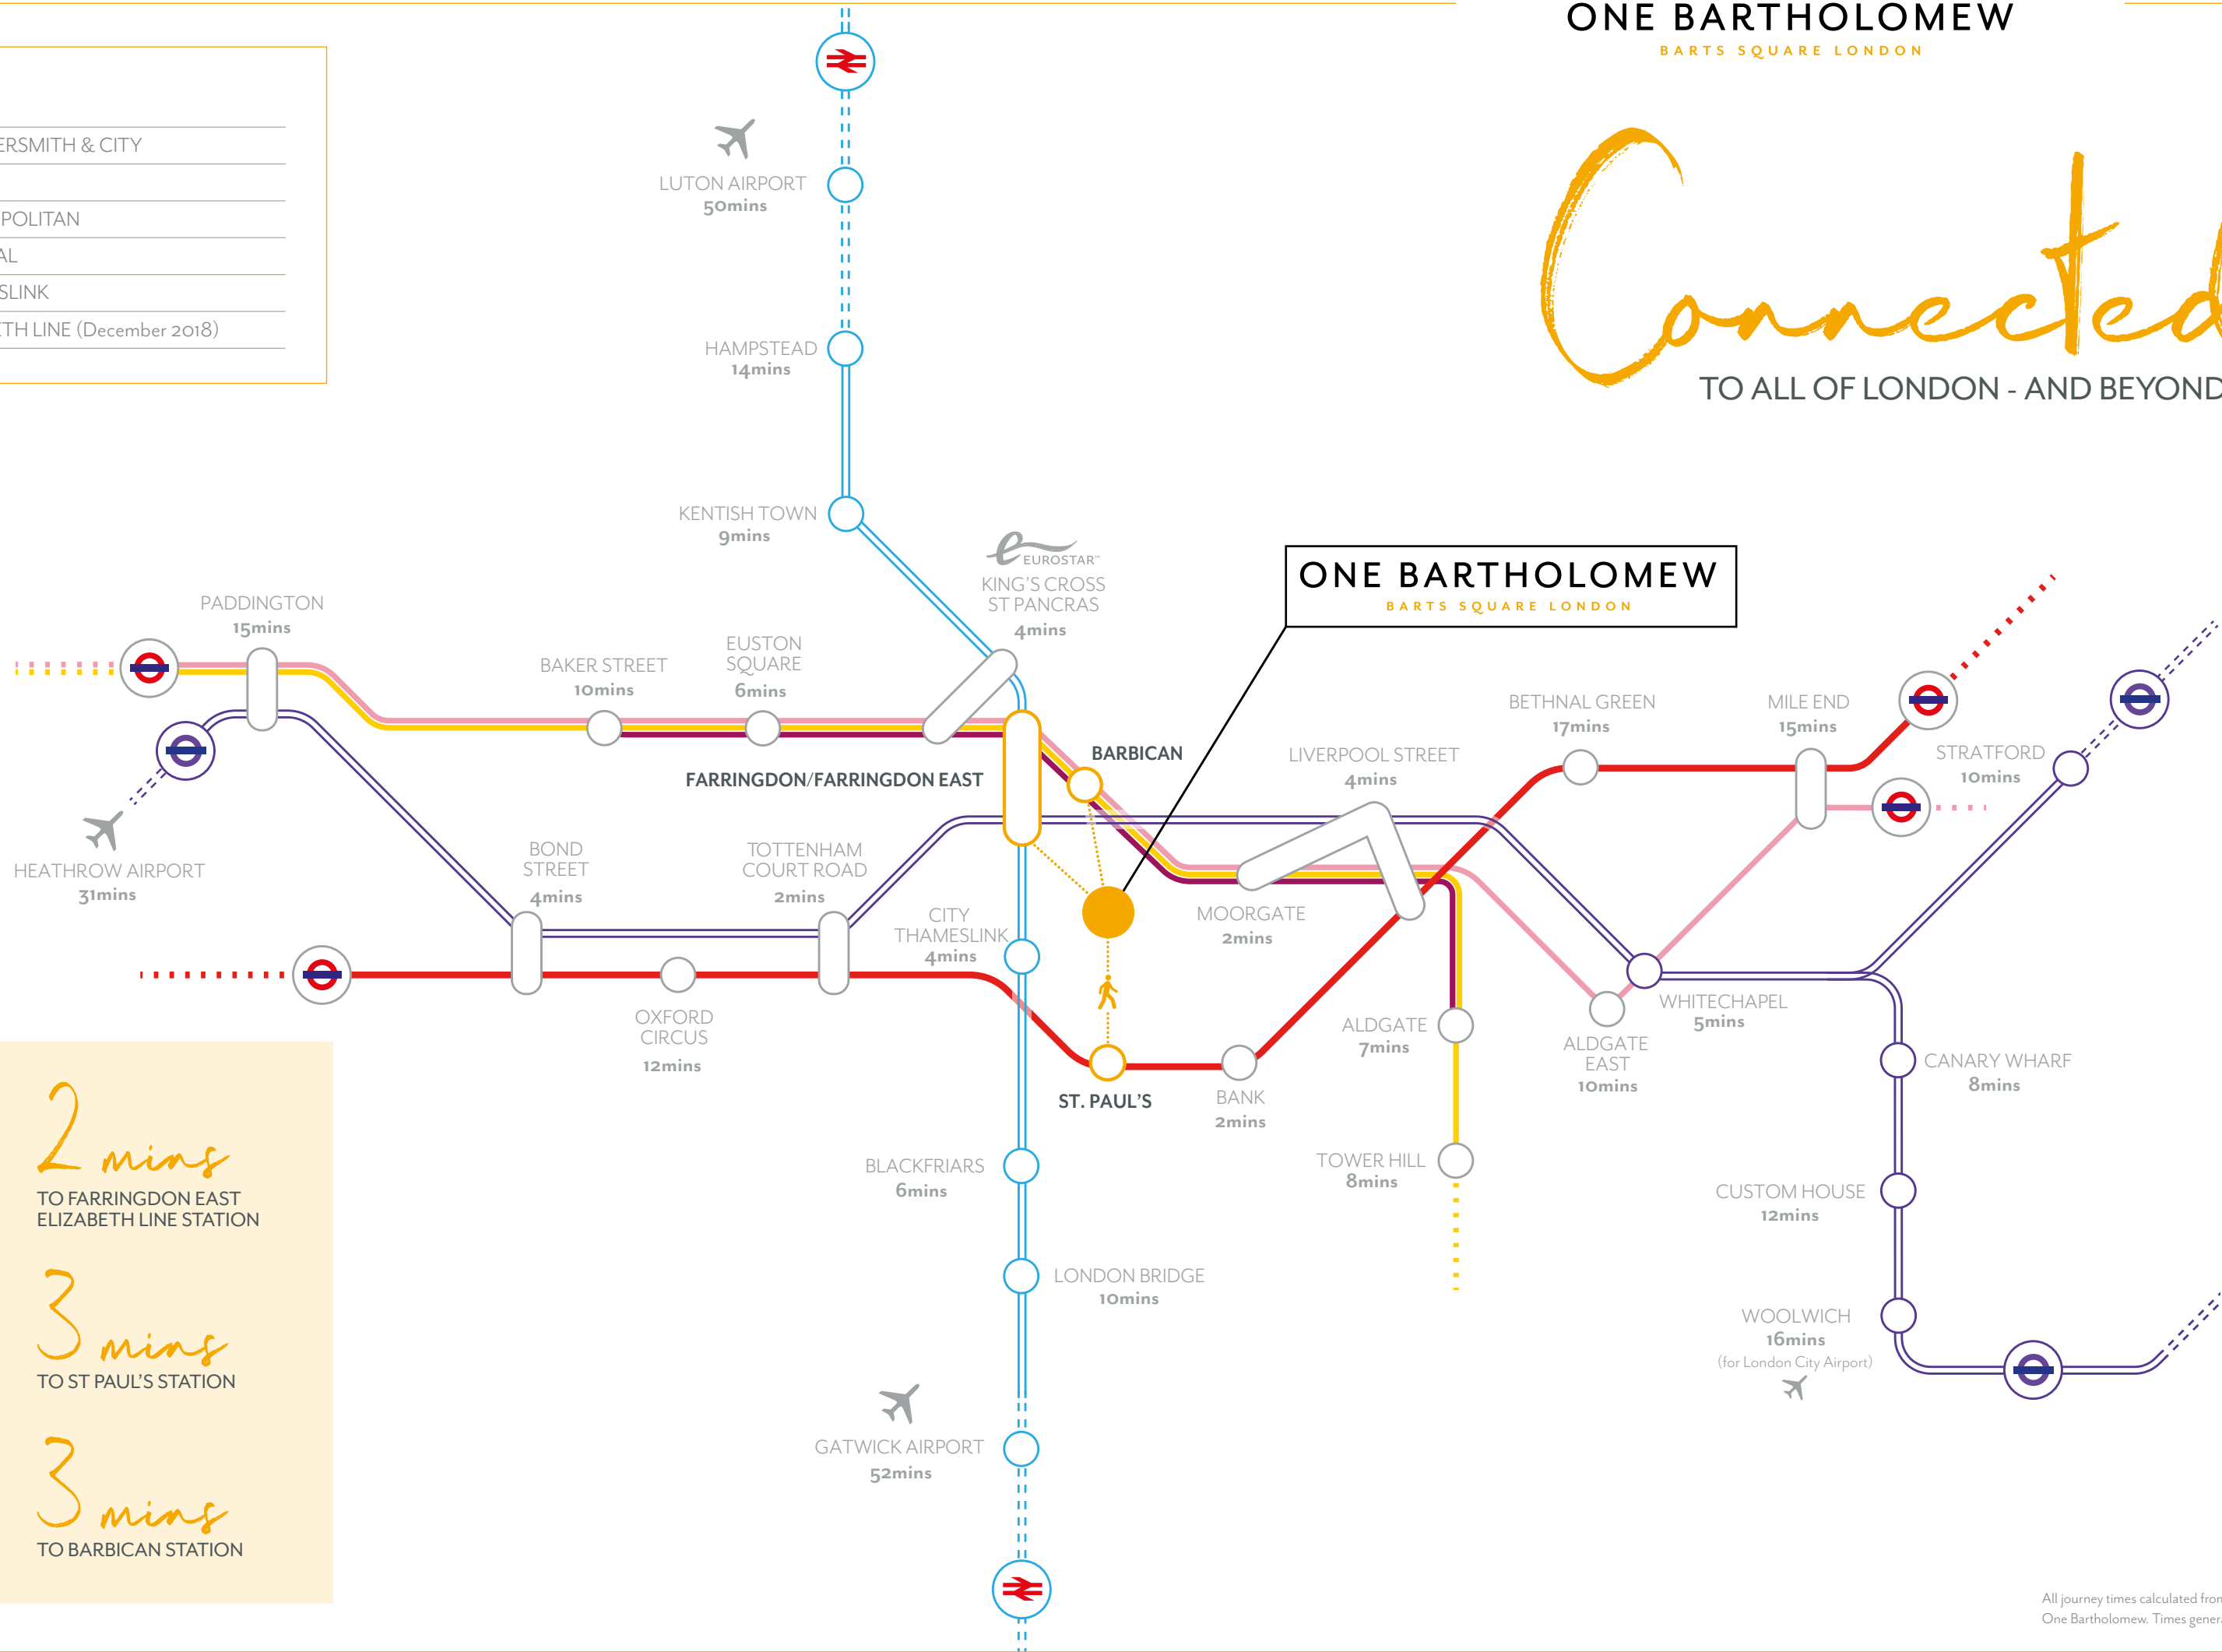 ONE BARTHOLOMEW
BARTS SQUARE LONDON
ERSMITH & CITY
POLITAN
AL
SLINK
ETH LINE (December 2018)
Connected
TO ALL OF LONDON - AND BEYOND
LUTON AIRPORT
50mins
HAMPSTEAD
14mins
KENTISH TOWN
9mins
EUROSTAR™
KING'S CROSS
ST PANCRAS
4mins
ONE BARTHOLOMEW
BARTS SQUARE LONDON
PADDINGTON
15mins
BAKER STREET
10mins
EUSTON
SQUARE
6mins
FARRINGDON/FARRINGDON EAST
BARBICAN
LIVERPOOL STREET
4mins
BETHNAL GREEN
17mins
MILE END
15mins
STRATFORD
10mins
HEATHROW AIRPORT
31mins
BOND
STREET
4mins
TOTTENHAM
COURT ROAD
2mins
CITY
THAMESLINK
4mins
MOORGATE
2mins
OXFORD
CIRCUS
12mins
ST. PAUL'S
BANK
2mins
ALDGATE
7mins
ALDGATE
EAST
10mins
WHITECHAPEL
5mins
CANARY WHARF
8mins
BLACKFRIARS
6mins
TOWER HILL
8mins
CUSTOM HOUSE
12mins
LONDON BRIDGE
10mins
WOOLWICH
16mins
(for London City Airport)
GATWICK AIRPORT
52mins
2 mins
TO FARRINGDON EAST
ELIZABETH LINE STATION
3 mins
TO ST PAUL'S STATION
3 mins
TO BARBICAN STATION
All journey times calculated from
One Bartholomew. Times gener